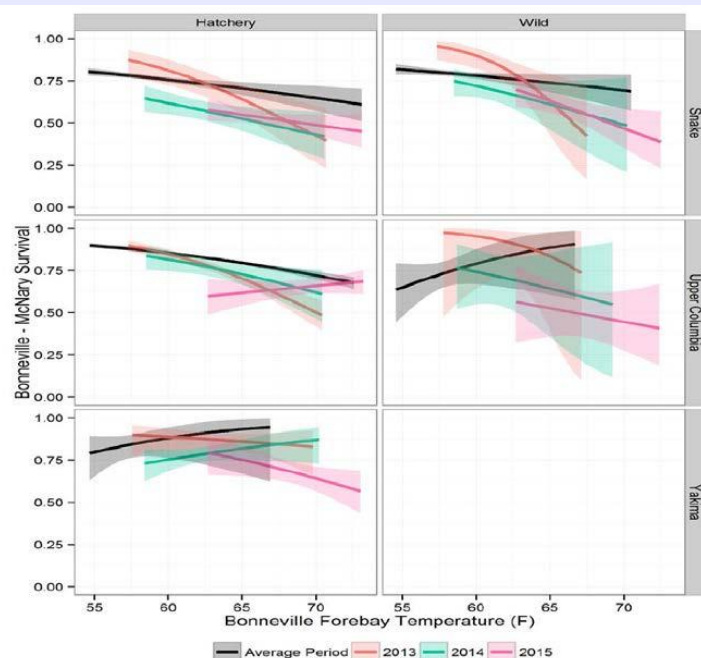 Hatchery Wild
1.00
0.75
0.50
0.25
0.00
Snake
1.00
0.75
0.50
0.25
0.00
Upper Columbia
1.00
0.75
0.50
0.25
0.00
Yakima
Bonneville - McNary Survival
55 60 65 70 55 60 65 70
Bonneville Forebay Temperature (F)
Average Period 2013 2014 2015